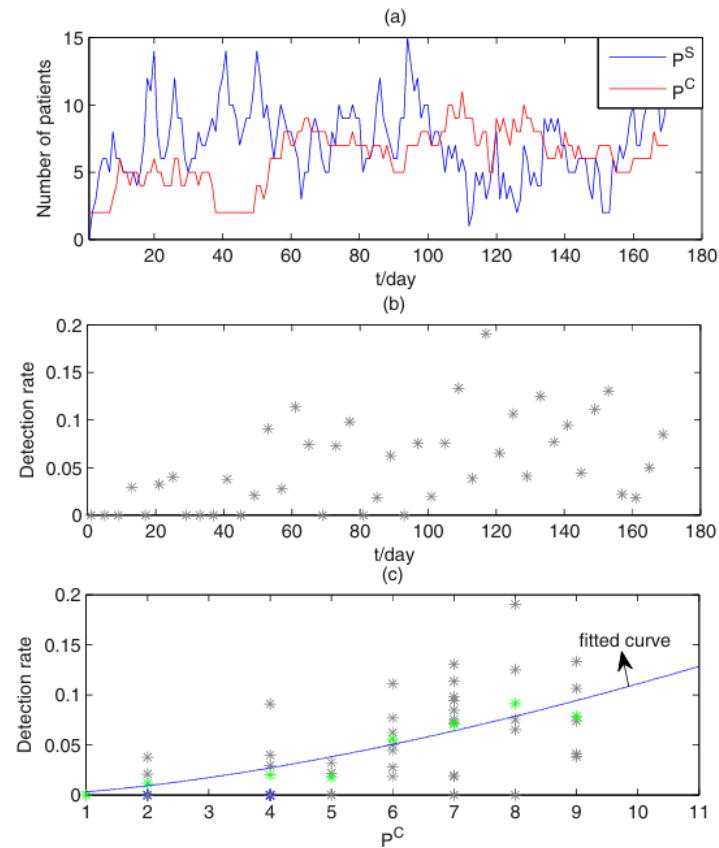 (a)
15
10
5
0
Number of patients
P^S
P^C
20 40 60 80 100 120 140 160 180
t/day
(b)
0.2
0.15
0.1
0.05
0
Detection rate
0 20 40 60 80 100 120 140 160 180
t/day
(c)
0.2
0.15
0.1
0.05
0
Detection rate
fitted curve
1 2 3 4 5 6 7 8 9 10 11
P^C